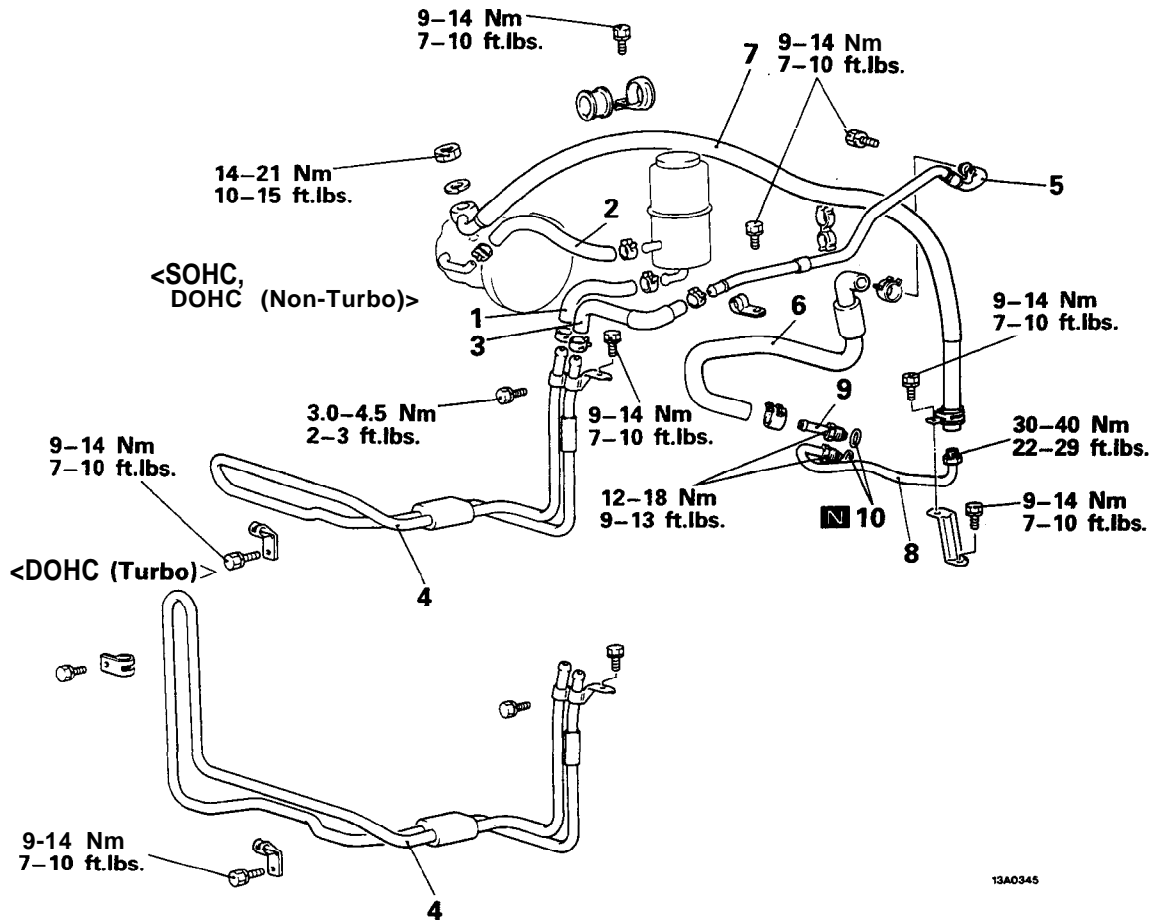 9–14 Nm
7–10 ft.lbs.
7
9–14 Nm
7–10 ft.lbs.
14–21 Nm
10–15 ft.lbs.
5
2
<SOHC,
DOHC (Non-Turbo)>
1
3
6
9–14 Nm
7–10 ft.lbs.
9
3.0–4.5 Nm
2–3 ft.lbs.
9–14 Nm
7–10 ft.lbs.
30–40 Nm
22–29 ft.lbs.
9–14 Nm
7–10 ft.lbs.
12–18 Nm
9–13 ft.lbs.
N 10
8
9–14 Nm
7–10 ft.lbs.
<DOHC (Turbo)>
4
9-14 Nm
7–10 ft.lbs.
4
13A0345